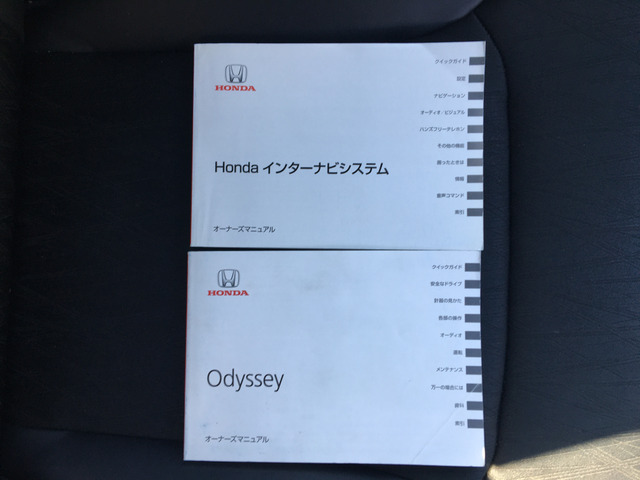 HONDA
Honda インターナビシステム
オーナーズマニュアル
クイックガイド
設定
ナビゲーション
オーディオ／ビジュアル
ハンズフリーテレホン
その他の機能
困ったときは
情報
音声コマンド
索引
HONDA
Odyssey
オーナーズマニュアル
クイックガイド
安全なドライブ
計器の見かた
各部の操作
オーディオ
運転
メンテナンス
万一の場合には
資料
索引